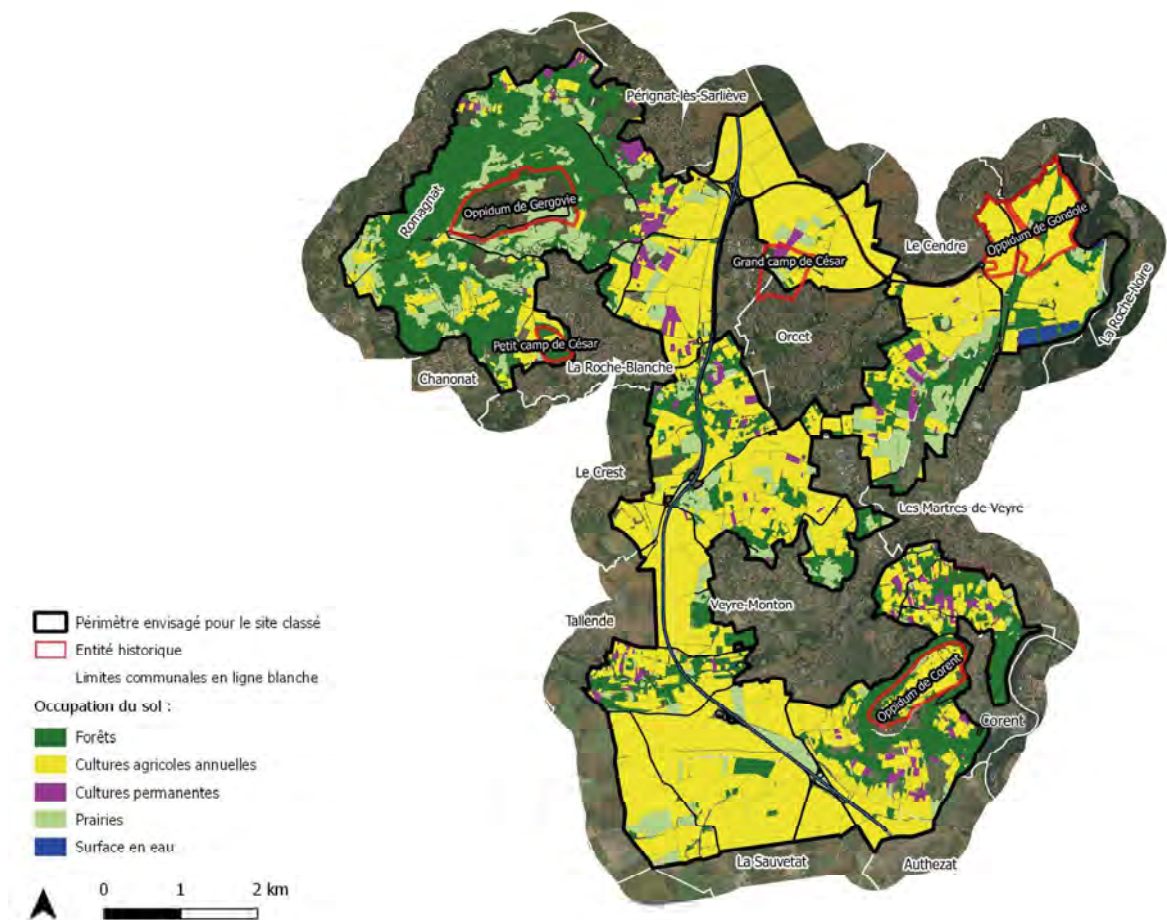 Pérignat-lès-Sarliève
Romagnat
Oppidum de Gergovie
Oppidum de Gondole
Le Cendre
Grand camp de César
La Roche-Noire
Orcet
Petit camp de César
La Roche-Blanche
Chanonat
Le Crest
Les Martres de Veyre
Veyre-Monton
Tallende
Oppidum de Corent
Corent
La Sauvetat
Authezat
Périmètre envisagé pour le site classé
Entité historique
Limites communales en ligne blanche
Occupation du sol :
Forêts
Cultures agricoles annuelles
Cultures permanentes
Prairies
Surface en eau
0 1 2 km